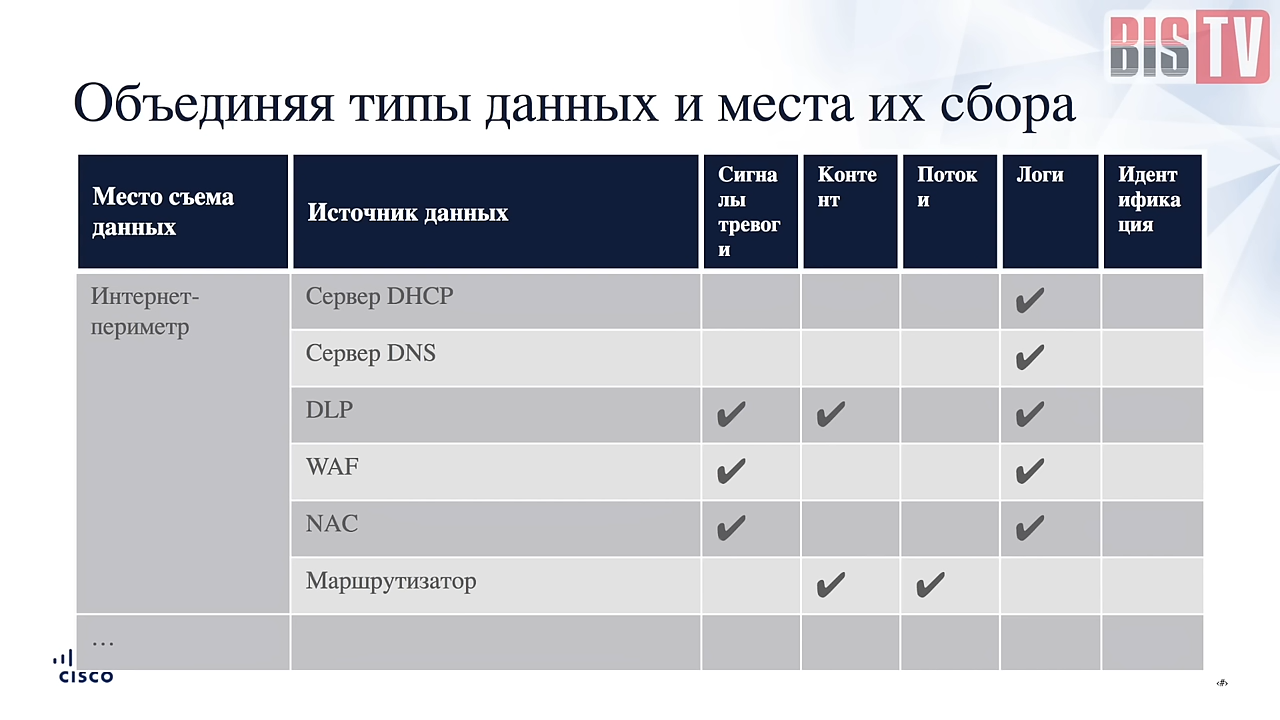 BIS TV
Объединяя типы данных и места их сбора
Место съема
данных
Источник данных
Сигна
лы
тревог
и
Конте
нт
Поток
и
Логи
Идент
ифика
ция
Интернет-
периметр
Сервер DHCP
✔
Сервер DNS
✔
DLP
✔ ✔ ✔
WAF
✔ ✔
NAC
✔ ✔
Маршрутизатор
✔ ✔
…
CISCO
‹#›